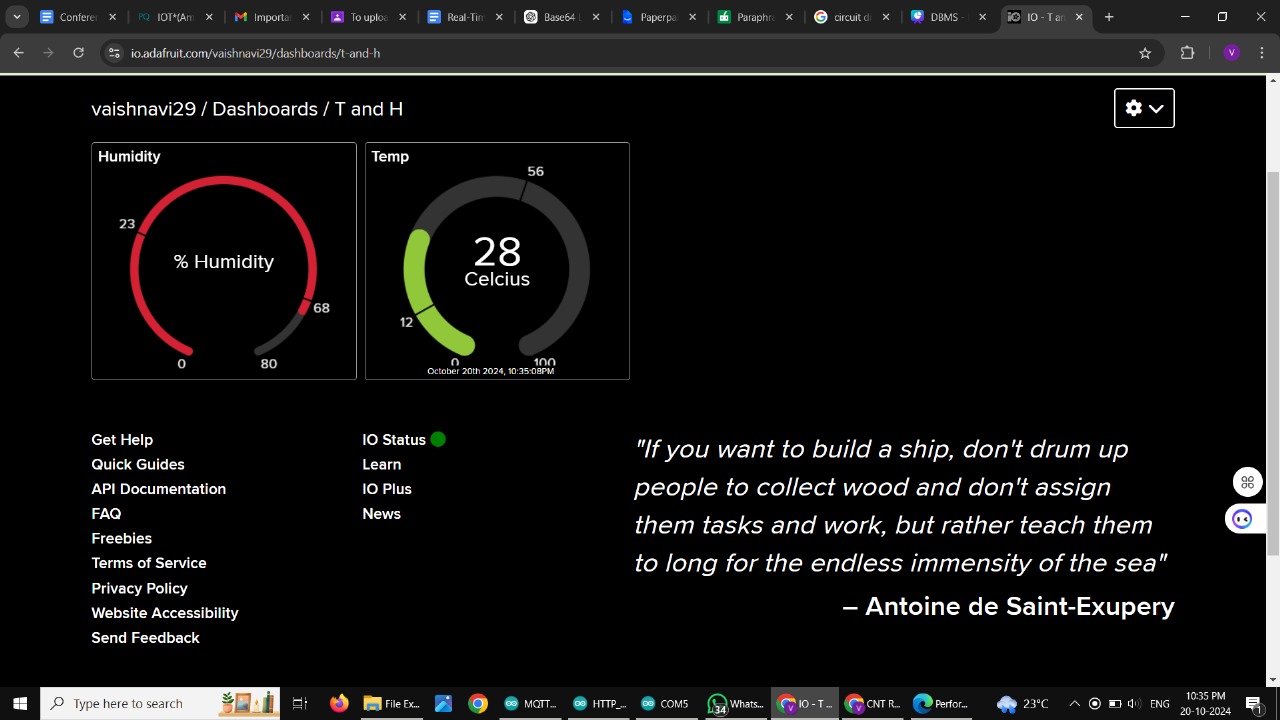 Conferen
IOT*(Am
Importan
To uploa
Real-Tim
Base64 L
Paperpa
Paraphra
circuit di
DBMS -
IO - T an
io.adafruit.com/vaishnavi29/dashboards/t-and-h
V
vaishnavi29 / Dashboards / T and H
Humidity
23
% Humidity
68
0
80
Temp
56
28
Celcius
12
0
100
October 20th 2024, 10:35:08PM
Get Help
Quick Guides
API Documentation
FAQ
Freebies
Terms of Service
Privacy Policy
Website Accessibility
Send Feedback
IO Status
Learn
IO Plus
News
"If you want to build a ship, don't drum up
people to collect wood and don't assign
them tasks and work, but rather teach them
to long for the endless immensity of the sea"
– Antoine de Saint-Exupery
Type here to search
File Ex...
MQTT...
HTTP_...
COM5
34
Whats...
IO - T ...
CNT R...
Perfor...
23°C
ENG
10:35 PM
20-10-2024
1